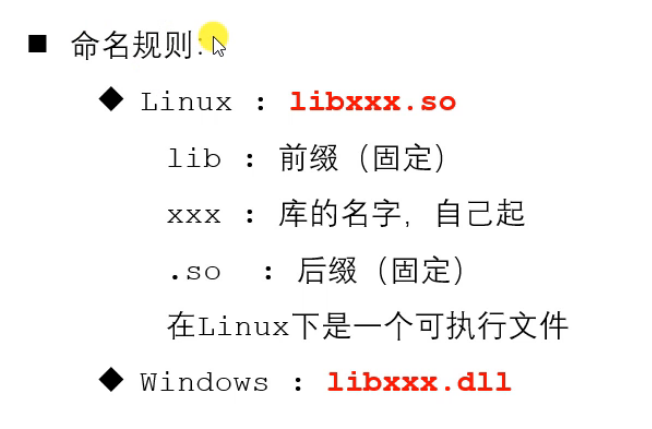 命名规则:
Linux : libxxx.so
lib : 前缀（固定）
xxx : 库的名字，自己起
.so : 后缀（固定）
在Linux下是一个可执行文件
Windows : libxxx.dll